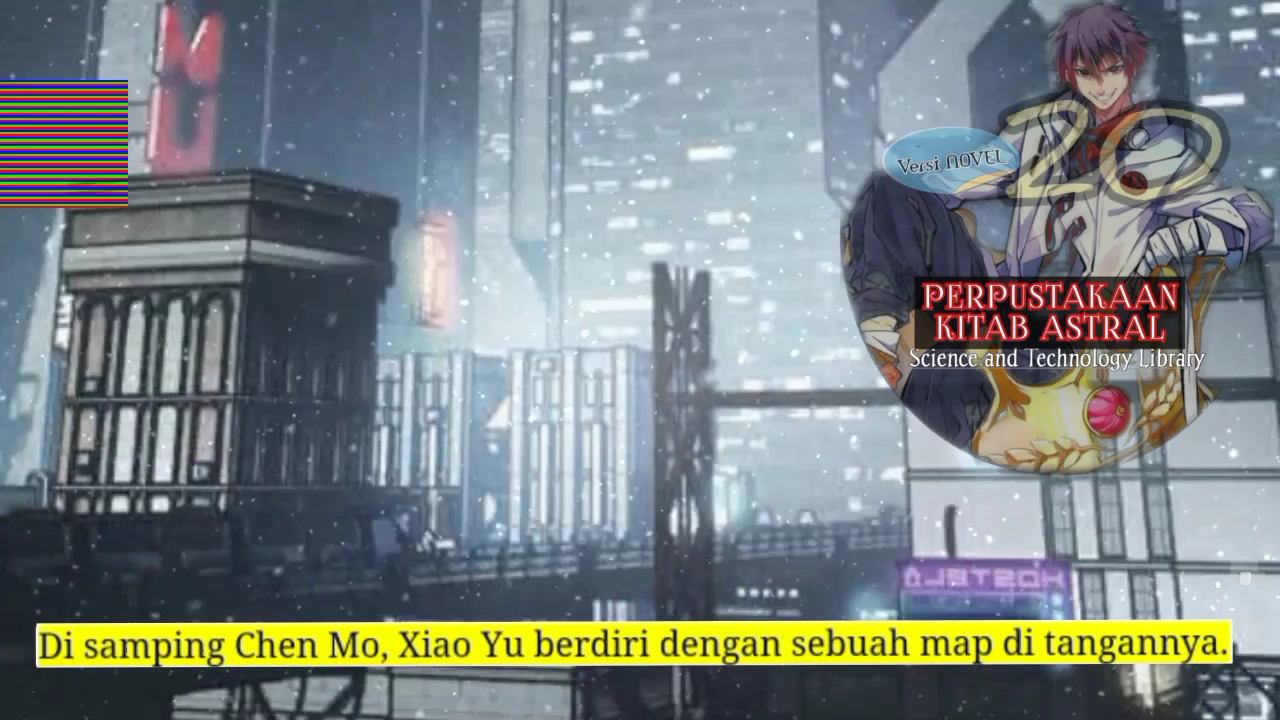 Versi NOVEL
20
PERPUSTAKAAN
KITAB ASTRAL
Science and Technology Library
Di samping Chen Mo, Xiao Yu berdiri dengan sebuah map di tangannya.